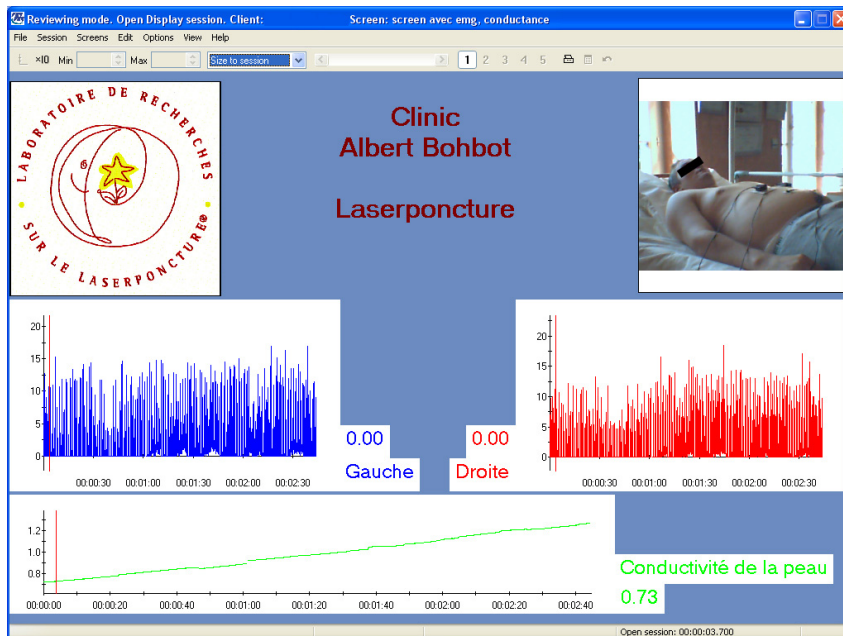 Reviewing mode. Open Display session. Client: Screen: screen avec emg, conductance
File Session Screens Edit Options View Help
×10 Min Max Size to session 1 2 3 4 5
LABORATOIRE DE RECHERCHES
SUR LE LASERPONCTURE®
Clinic
Albert Bohbot
Laserponcture
20
15
10
5
0
00:00:30 00:01:00 00:01:30 00:02:00 00:02:30
0.00
Gauche
0.00
Droite
20
15
10
5
0
00:00:30 00:01:00 00:01:30 00:02:00 00:02:30
1.2
1.0
0.8
00:00:00 00:00:20 00:00:40 00:01:00 00:01:20 00:01:40 00:02:00 00:02:20 00:02:40
Conductivité de la peau
0.73
Open session: 00:00:03.700